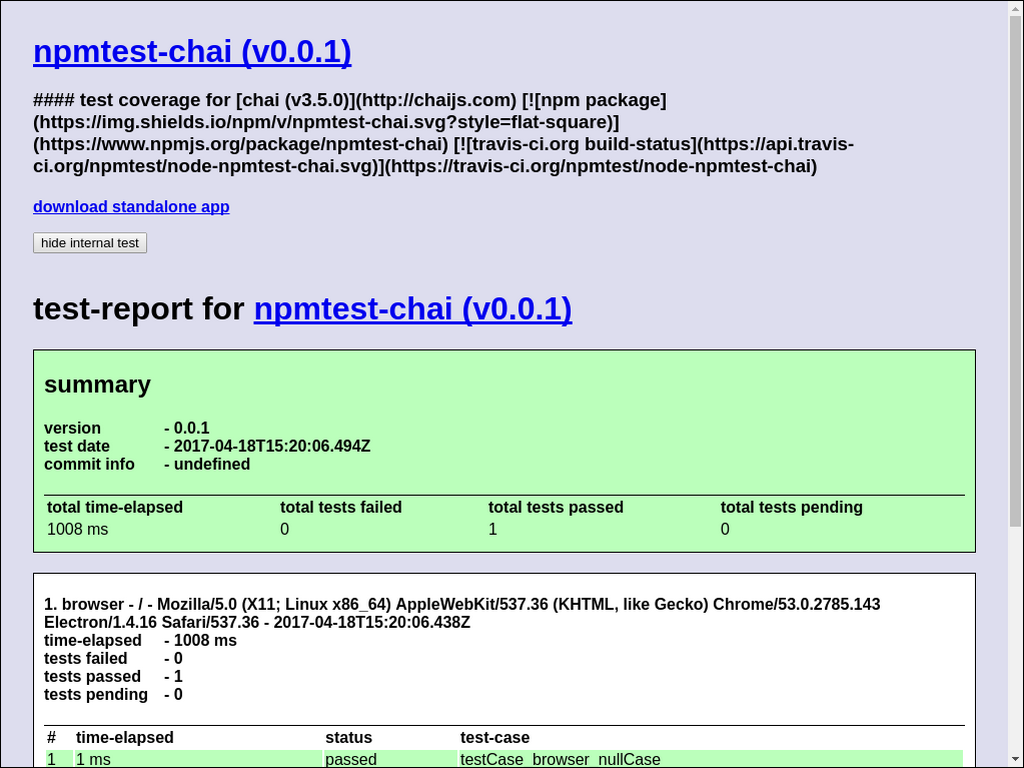 npmtest-chai (v0.0.1)
#### test coverage for [chai (v3.5.0)](http://chaijs.com) [![npm package]
(https://img.shields.io/npm/v/npmtest-chai.svg?style=flat-square)]
(https://www.npmjs.org/package/npmtest-chai) [![travis-ci.org build-status](https://api.travis-
ci.org/npmtest/node-npmtest-chai.svg)](https://travis-ci.org/npmtest/node-npmtest-chai)
download standalone app
hide internal test
test-report for npmtest-chai (v0.0.1)
summary
version - 0.0.1
test date - 2017-04-18T15:20:06.494Z
commit info - undefined
total time-elapsed total tests failed total tests passed total tests pending
1008 ms 0 1 0
1. browser - / - Mozilla/5.0 (X11; Linux x86_64) AppleWebKit/537.36 (KHTML, like Gecko) Chrome/53.0.2785.143
Electron/1.4.16 Safari/537.36 - 2017-04-18T15:20:06.438Z
time-elapsed - 1008 ms
tests failed - 0
tests passed - 1
tests pending - 0
# time-elapsed status test-case
1 1 ms passed testCase_browser_nullCase